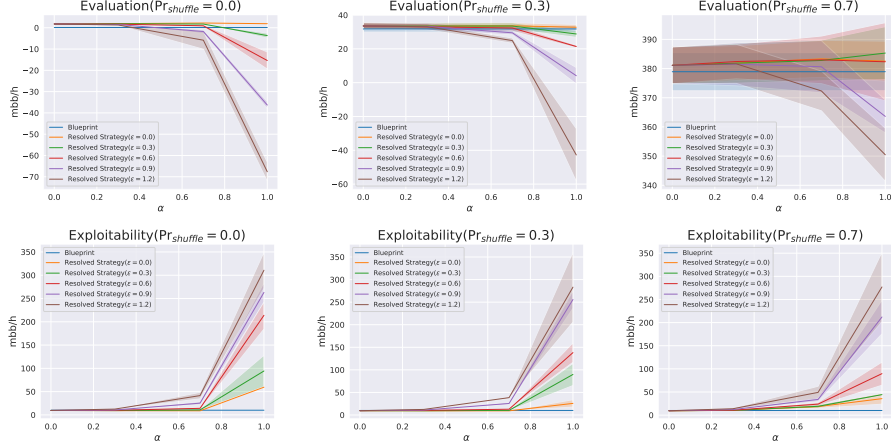 Evaluation(Pr_shuffle = 0.0)
mbb/h
0
−10
−20
−30
−40
−50
−60
−70
Blueprint
Resolved Strategy(ε = 0.0)
Resolved Strategy(ε = 0.3)
Resolved Strategy(ε = 0.6)
Resolved Strategy(ε = 0.9)
Resolved Strategy(ε = 1.2)
0.0 0.2 0.4 0.6 0.8 1.0
α
Evaluation(Pr_shuffle = 0.3)
mbb/h
40
20
0
−20
−40
−60
Blueprint
Resolved Strategy(ε = 0.0)
Resolved Strategy(ε = 0.3)
Resolved Strategy(ε = 0.6)
Resolved Strategy(ε = 0.9)
Resolved Strategy(ε = 1.2)
0.0 0.2 0.4 0.6 0.8 1.0
α
Evaluation(Pr_shuffle = 0.7)
mbb/h
390
380
370
360
350
340
Blueprint
Resolved Strategy(ε = 0.0)
Resolved Strategy(ε = 0.3)
Resolved Strategy(ε = 0.6)
Resolved Strategy(ε = 0.9)
Resolved Strategy(ε = 1.2)
0.0 0.2 0.4 0.6 0.8 1.0
α
Exploitability(Pr_shuffle = 0.0)
mbb/h
350
300
250
200
150
100
50
0
Blueprint
Resolved Strategy(ε = 0.0)
Resolved Strategy(ε = 0.3)
Resolved Strategy(ε = 0.6)
Resolved Strategy(ε = 0.9)
Resolved Strategy(ε = 1.2)
0.0 0.2 0.4 0.6 0.8 1.0
α
Exploitability(Pr_shuffle = 0.3)
mbb/h
350
300
250
200
150
100
50
0
Blueprint
Resolved Strategy(ε = 0.0)
Resolved Strategy(ε = 0.3)
Resolved Strategy(ε = 0.6)
Resolved Strategy(ε = 0.9)
Resolved Strategy(ε = 1.2)
0.0 0.2 0.4 0.6 0.8 1.0
α
Exploitability(Pr_shuffle = 0.7)
mbb/h
350
300
250
200
150
100
50
0
Blueprint
Resolved Strategy(ε = 0.0)
Resolved Strategy(ε = 0.3)
Resolved Strategy(ε = 0.6)
Resolved Strategy(ε = 0.9)
Resolved Strategy(ε = 1.2)
0.0 0.2 0.4 0.6 0.8 1.0
α